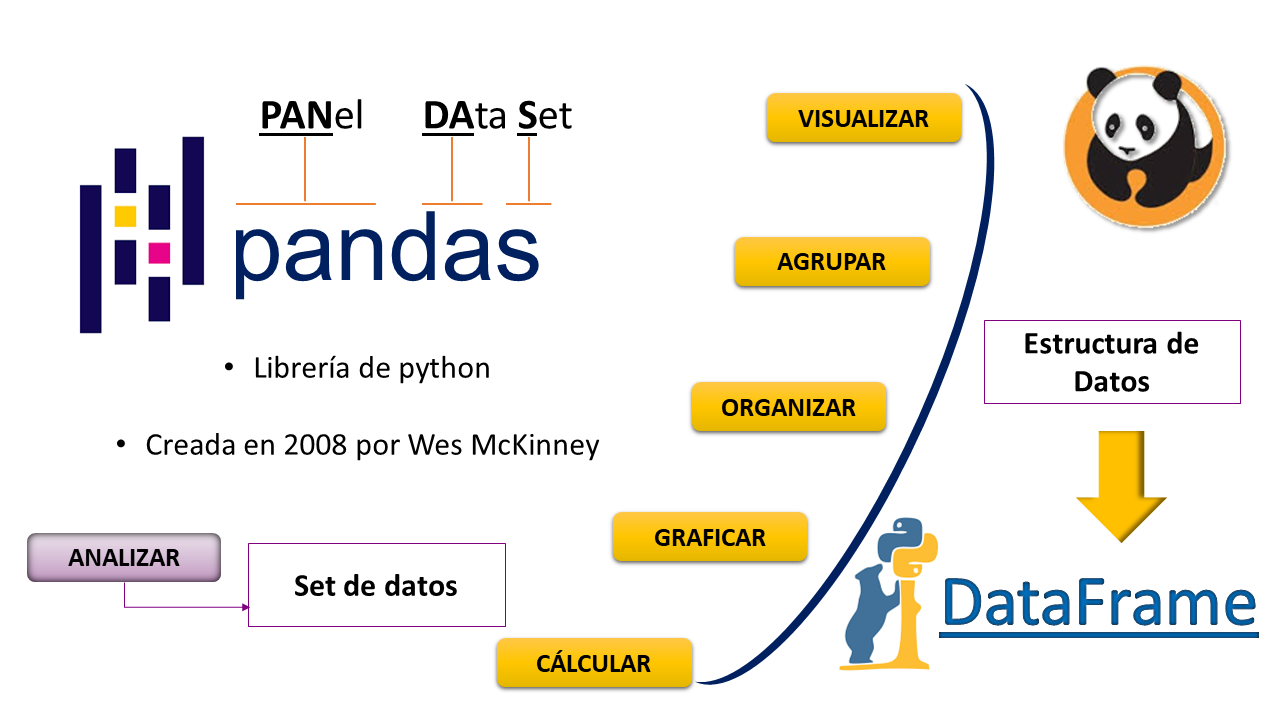 PANel DAta Set
pandas
• Librería de python
• Creada en 2008 por Wes McKinney
ANALIZAR
Set de datos
VISUALIZAR
AGRUPAR
ORGANIZAR
GRAFICAR
CÁLCULAR
Estructura de
Datos
DataFrame